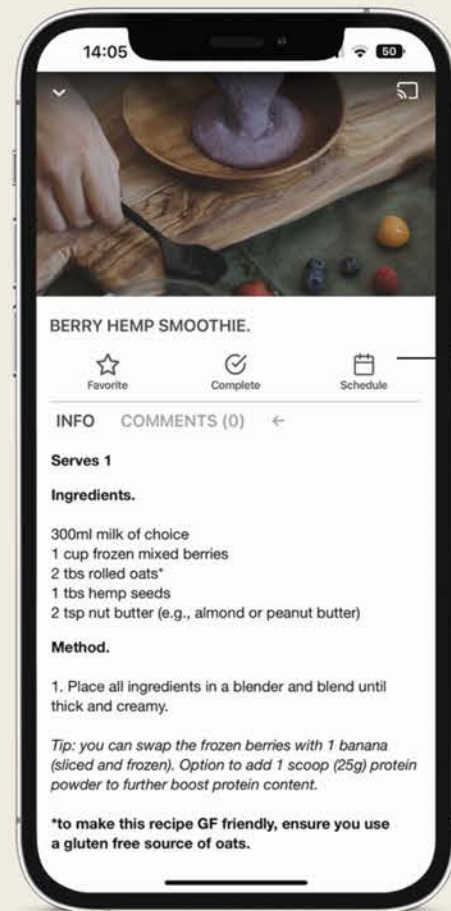 14:05
50
BERRY HEMP SMOOTHIE.
Favorite Complete Schedule
INFO COMMENTS (0) ←
Serves 1
Ingredients.
300ml milk of choice
1 cup frozen mixed berries
2 tbs rolled oats*
1 tbs hemp seeds
2 tsp nut butter (e.g., almond or peanut butter)
Method.
1. Place all ingredients in a blender and blend until
thick and creamy.
Tip: you can swap the frozen berries with 1 banana
(sliced and frozen). Option to add 1 scoop (25g) protein
powder to further boost protein content.
*to make this recipe GF friendly, ensure you use
a gluten free source of oats.